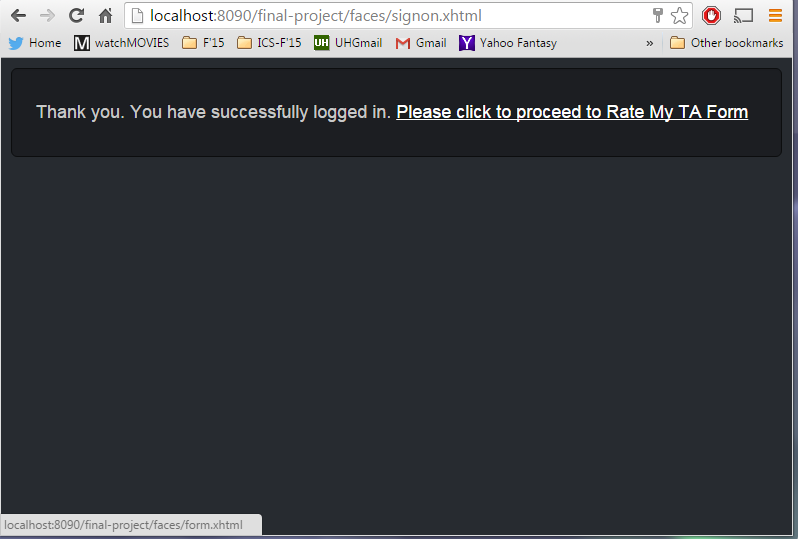 localhost:8090/final-project/faces/signon.xhtml
Home M watchMOVIES F'15 ICS-F'15 UH UHGmail Gmail Y Yahoo Fantasy » Other bookmarks
Thank you. You have successfully logged in. Please click to proceed to Rate My TA Form
localhost:8090/final-project/faces/form.xhtml